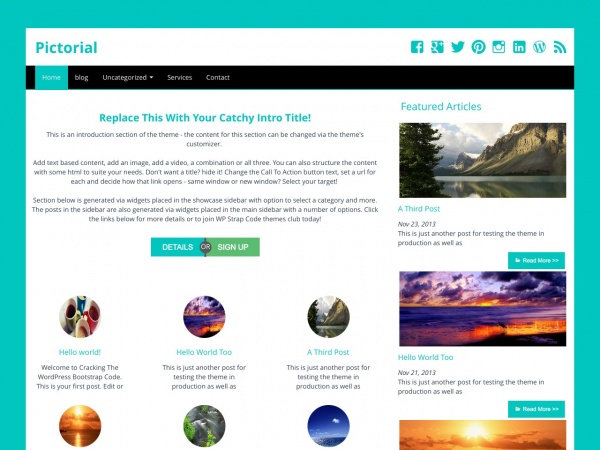 Pictorial
Home
blog
Uncategorized
Services
Contact
Replace This With Your Catchy Intro Title!
This is an introduction section of the theme - the content for this section can be changed via the theme's
customizer.
Add text based content, add an image, add a video, a combination or all three. You can also structure the content
with some html to suite your needs. Don't want a title? hide it! Change the Call To Action button text, set a url for
each and decide how that link opens - same window or new window? Select your target!
Section below is generated via widgets placed in the showcase sidebar with option to select a category and more.
The posts in the sidebar are also generated via widgets placed in the main sidebar with a number of options. Click
the links below for more details or to join WP Strap Code themes club today!
DETAILS OR SIGN UP
Hello world!
Welcome to Cracking The
WordPress Bootstrap Code.
This is your first post. Edit or
Hello World Too
This is just another post for
testing the theme in
production as well as
A Third Post
This is just another post for
testing the theme in
production as well as
Featured Articles
A Third Post
Nov 23, 2013
This is just another post for testing the theme in
production as well as
Read More >>
Hello World Too
Nov 21, 2013
This is just another post for testing the theme in
production as well as
Read More >>